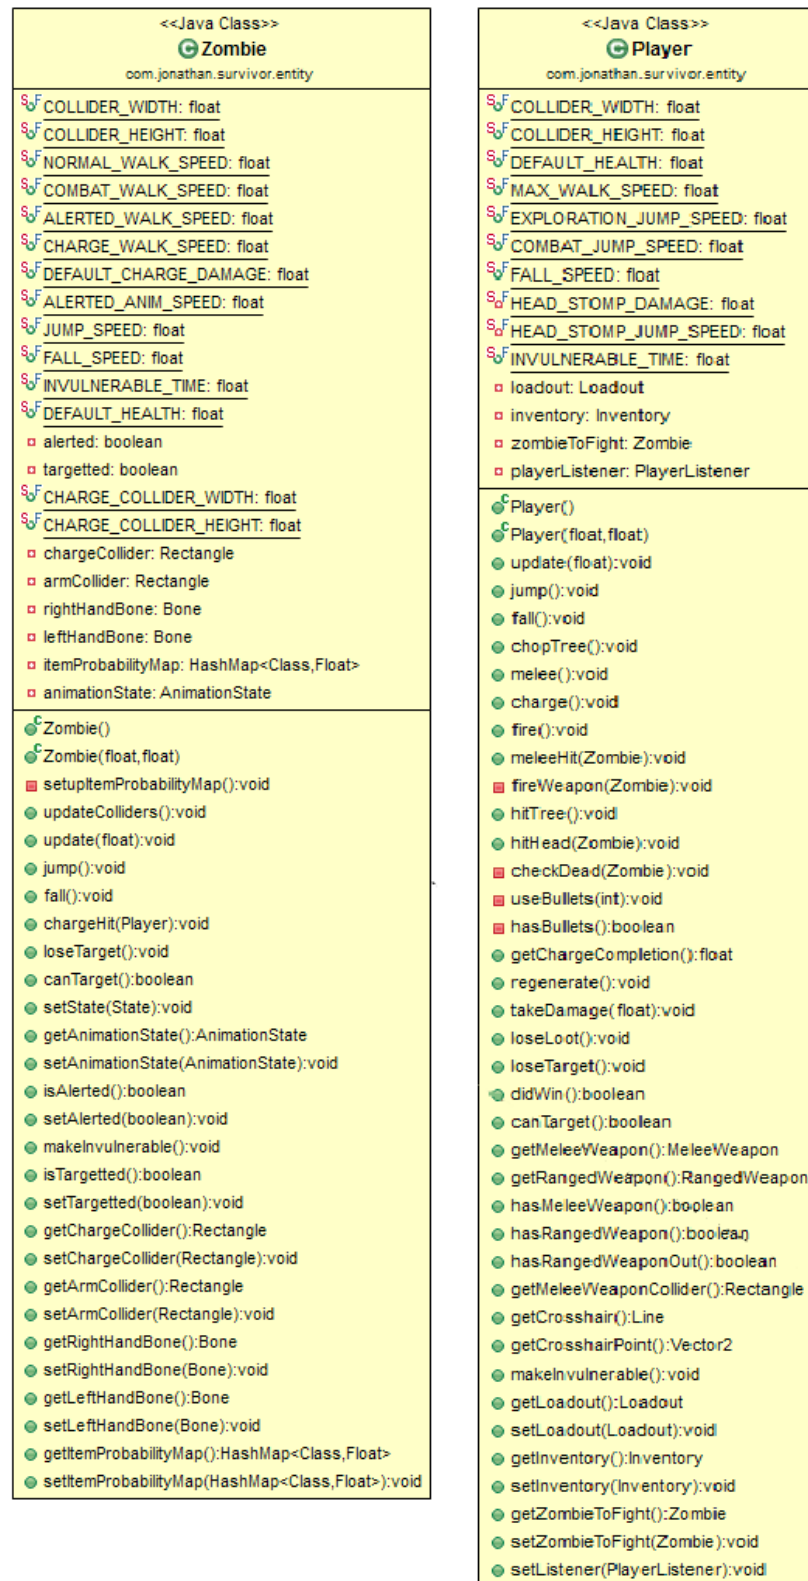 <<Java Class>>
Zombie
com.jonathan.survivor.entity
COLLIDER_WIDTH: float
COLLIDER_HEIGHT: float
NORMAL_WALK_SPEED: float
COMBAT_WALK_SPEED: float
ALERTED_WALK_SPEED: float
CHARGE_WALK_SPEED: float
DEFAULT_CHARGE_DAMAGE: float
ALERTED_ANIM_SPEED: float
JUMP_SPEED: float
FALL_SPEED: float
INVULNERABLE_TIME: float
DEFAULT_HEALTH: float
alerted: boolean
targetted: boolean
CHARGE_COLLIDER_WIDTH: float
CHARGE_COLLIDER_HEIGHT: float
chargeCollider: Rectangle
armCollider: Rectangle
rightHandBone: Bone
leftHandBone: Bone
itemProbabilityMap: HashMap<Class,Float>
animationState: AnimationState
Zombie()
Zombie(float,float)
setupItemProbabilityMap():void
updateColliders():void
update(float):void
jump():void
fall():void
chargeHit(Player):void
loseTarget():void
canTarget():boolean
setState(State):void
getAnimationState():AnimationState
setAnimationState(AnimationState):void
isAlerted():boolean
setAlerted(boolean):void
makeInvulnerable():void
isTargetted():boolean
setTargetted(boolean):void
getChargeCollider():Rectangle
setChargeCollider(Rectangle):void
getArmCollider():Rectangle
setArmCollider(Rectangle):void
getRightHandBone():Bone
setRightHandBone(Bone):void
getLeftHandBone():Bone
setLeftHandBone(Bone):void
getItemProbabilityMap():HashMap<Class,Float>
setItemProbabilityMap(HashMap<Class,Float>):void
<<Java Class>>
Player
com.jonathan.survivor.entity
COLLIDER_WIDTH: float
COLLIDER_HEIGHT: float
DEFAULT_HEALTH: float
MAX_WALK_SPEED: float
EXPLORATION_JUMP_SPEED: float
COMBAT_JUMP_SPEED: float
FALL_SPEED: float
HEAD_STOMP_DAMAGE: float
HEAD_STOMP_JUMP_SPEED: float
INVULNERABLE_TIME: float
loadout: Loadout
inventory: Inventory
zombieToFight: Zombie
playerListener: PlayerListener
Player()
Player(float,float)
update(float):void
jump():void
fall():void
chopTree():void
melee():void
charge():void
fire():void
meleeHit(Zombie):void
fireWeapon(Zombie):void
hitTree():void
hitHead(Zombie):void
checkDead(Zombie):void
useBullets(int):void
hasBullets():boolean
getChargeCompletion():float
regenerate():void
takeDamage(float):void
loseLoot():void
loseTarget():void
didWin():boolean
canTarget():boolean
getMeleeWeapon():MeleeWeapon
getRangedWeapon():RangedWeapon
hasMeleeWeapon():boolean
hasRangedWeapon():boolean
hasRangedWeaponOut():boolean
getMeleeWeaponCollider():Rectangle
getCrosshair():Line
getCrosshairPoint():Vector2
makeInvulnerable():void
getLoadout():Loadout
setLoadout(Loadout):void
getInventory():Inventory
setInventory(Inventory):void
getZombieToFight():Zombie
setZombieToFight(Zombie):void
setListener(PlayerListener):void